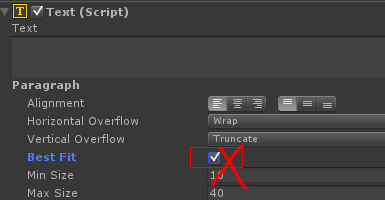 Text (Script)
Text
Paragraph
Alignment
Horizontal Overflow Wrap
Vertical Overflow Truncate
Best Fit
Min Size 10
Max Size 40